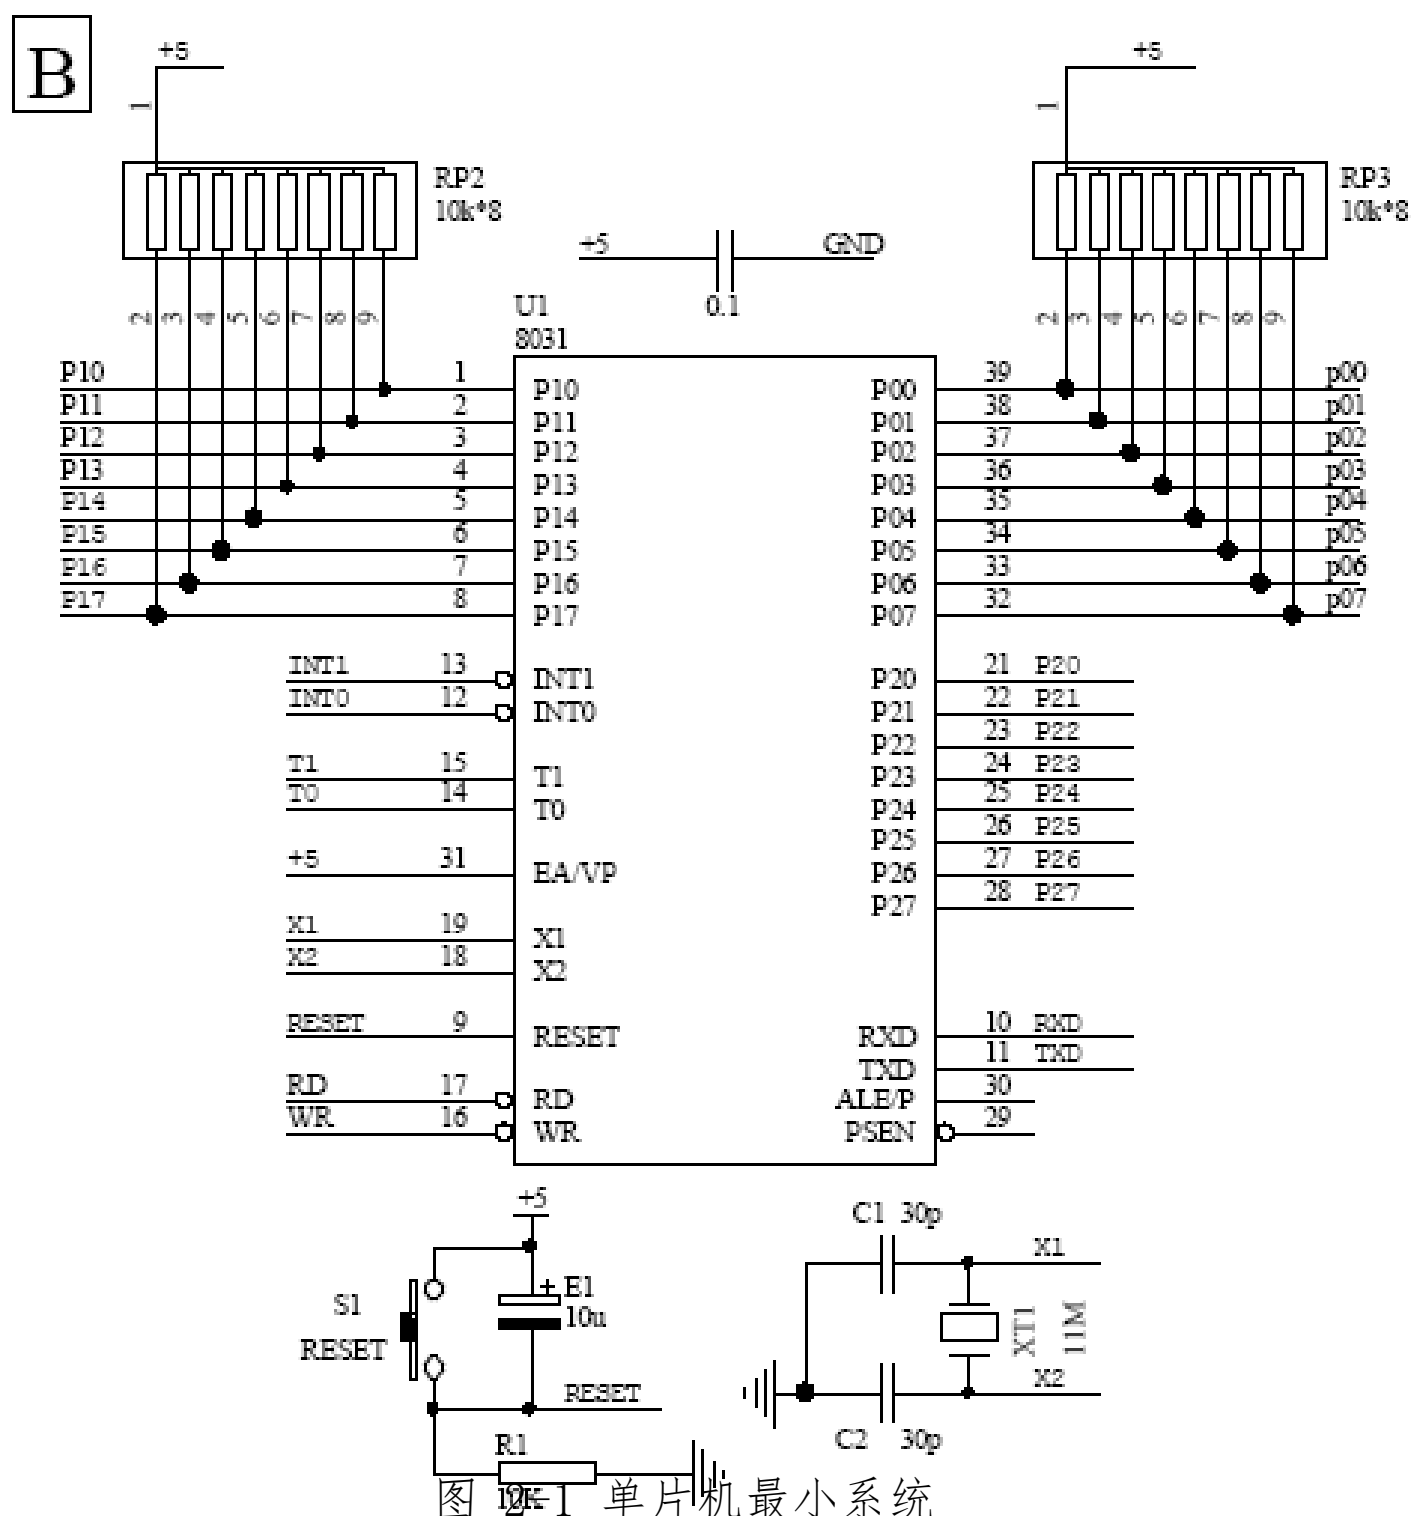 B
+5
+5
1
1
RP2
10k*8
RP3
10k*8
+5
GND
0.1
2 3 4 5 6 7 8 9
2 3 4 5 6 7 8 9
U1
8031
P10 1 P10 P00 39 p00
P11 2 P11 P01 38 p01
P12 3 P12 P02 37 p02
P13 4 P13 P03 36 p03
P14 5 P14 P04 35 p04
P15 6 P15 P05 34 p05
P16 7 P16 P06 33 p06
P17 8 P17 P07 32 p07
INT1 13 INT1 P20 21 P20
INT0 12 INT0 P21 22 P21
P22 23 P22
T1 15 T1 P23 24 P23
T0 14 T0 P24 25 P24
P25 26 P25
+5 31 EA/VP P26 27 P26
P27 28 P27
X1 19 X1
X2 18 X2
RESET 9 RESET RXD 10 RXD
TXD 11 TXD
RD 17 RD ALE/P 30
WR 16 WR PSEN 29
+5
C1 30p
X1
E1
10u
S1
RESET
XT1
11M
X2
RESET
C2 30p
R1
10K
图 2-1 单片机最小系统